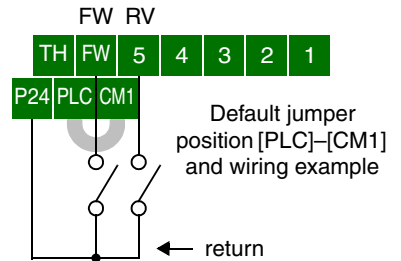 FW RV
TH FW 5 4 3 2 1
P24 PLC CM1
Default jumper
position [PLC]–[CM1]
and wiring example
return